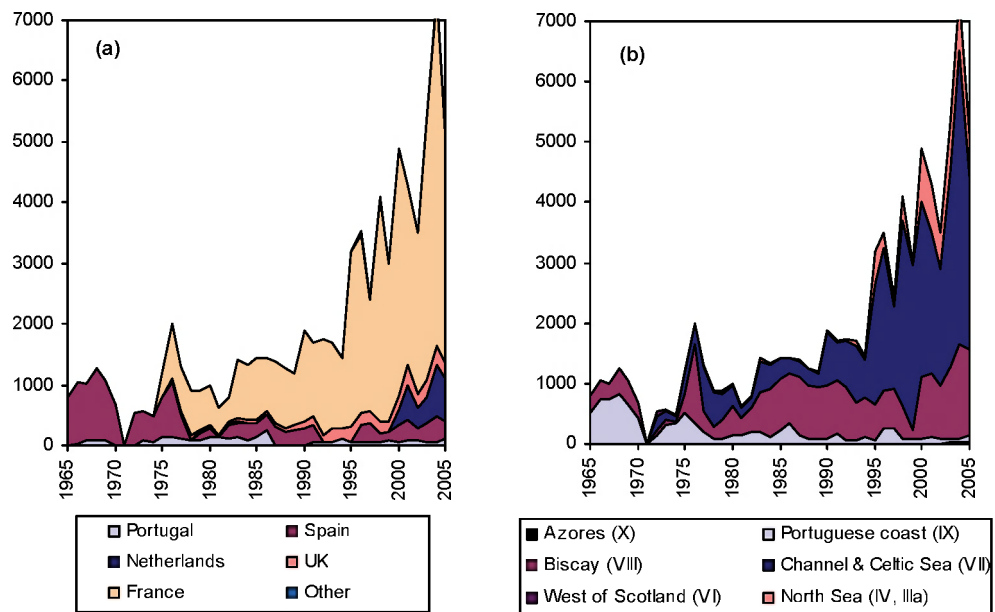 7000
(a)
6000
5000
4000
3000
2000
1000
0
1965
1970
1975
1980
1985
1990
1995
2000
2005
Portugal
Spain
Netherlands
UK
France
Other
7000
(b)
6000
5000
4000
3000
2000
1000
0
1965
1970
1975
1980
1985
1990
1995
2000
2005
Azores (X)
Portuguese coast (IX)
Biscay (VIII)
Channel & Celtic Sea (VII)
West of Scotland (VI)
North Sea (IV, IIIa)